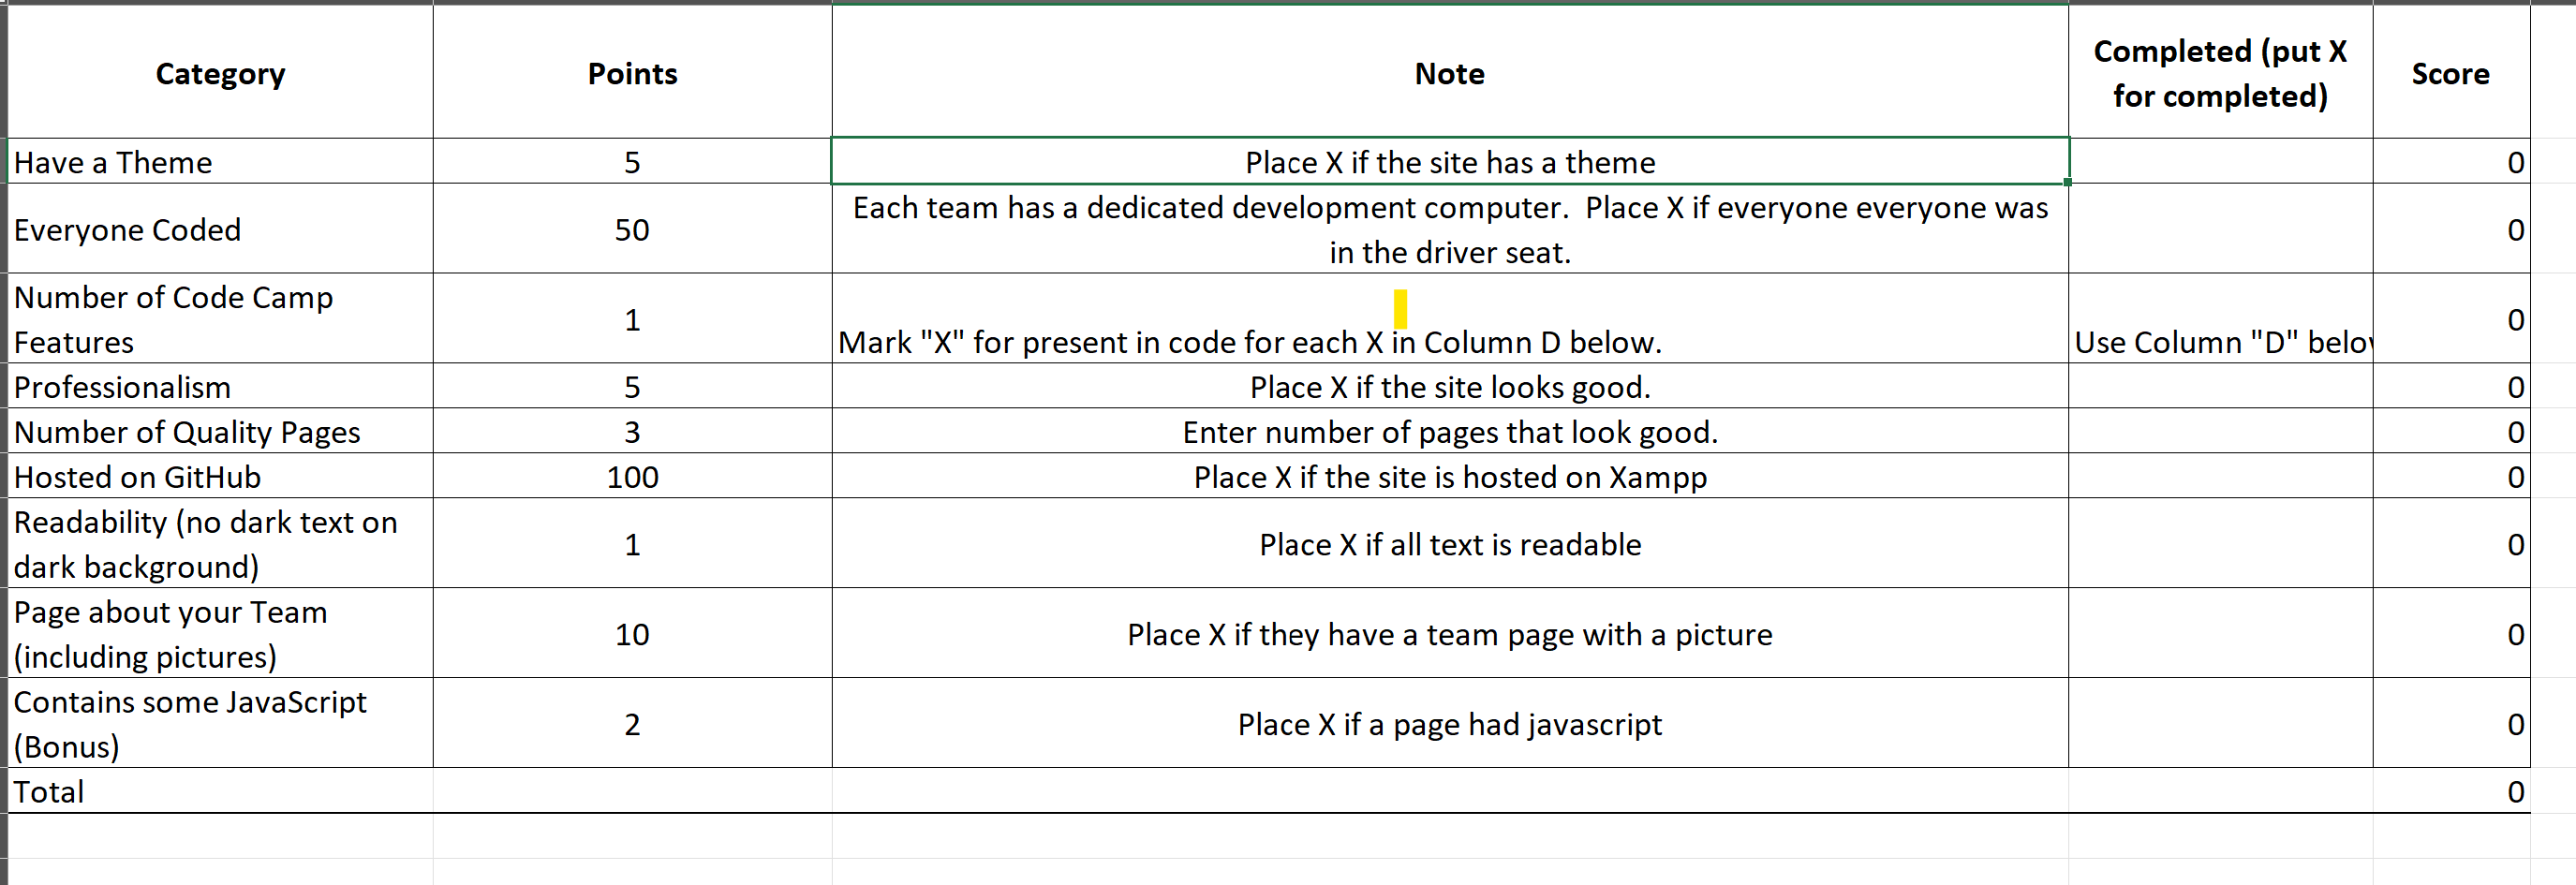 Category Points Note Completed (put X
for completed) Score
Have a Theme 5 Place X if the site has a theme 0
Everyone Coded 50 Each team has a dedicated development computer.  Place X if everyone everyone was
in the driver seat. 0
Number of Code Camp
Features 1 Mark "X" for present in code for each X in Column D below. Use Column "D" below 0
Professionalism 5 Place X if the site looks good. 0
Number of Quality Pages 3 Enter number of pages that look good. 0
Hosted on GitHub 100 Place X if the site is hosted on Xampp 0
Readability (no dark text on
dark background) 1 Place X if all text is readable 0
Page about your Team
(including pictures) 10 Place X if they have a team page with a picture 0
Contains some JavaScript
(Bonus) 2 Place X if a page had javascript 0
Total 0